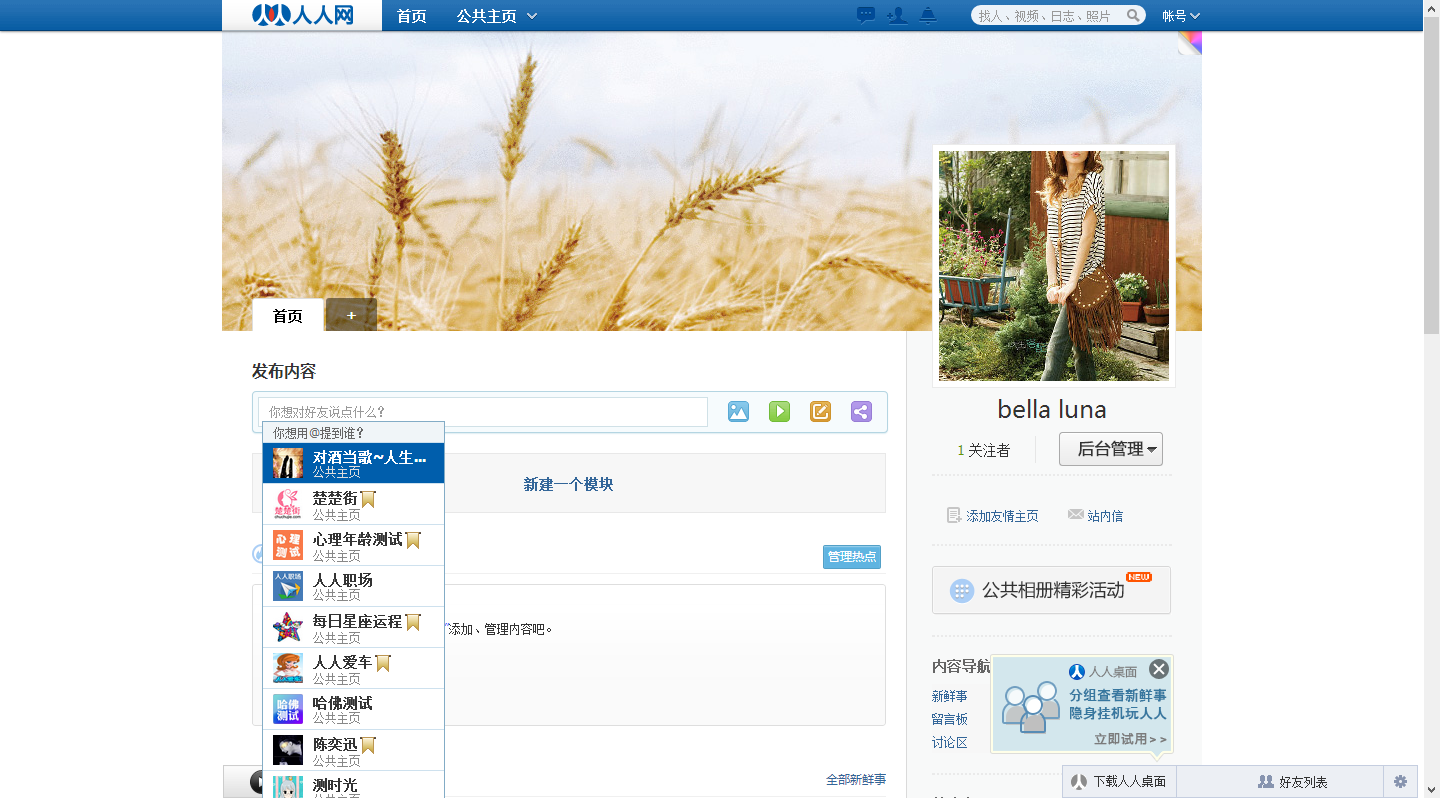 人人网 首页 公共主页 找人、视频、日志、照片 帐号
首页 +
bella luna
1 关注者 后台管理
添加友情主页 站内信
公共相册精彩活动 NEW
内容导航
新鲜事
留言板
讨论区
发布内容
你想对好友说点什么?
你想用@提到谁?
对酒当歌~人生...
公共主页
楚楚街
公共主页
心理年龄测试
公共主页
人人职场
公共主页
每日星座运程
公共主页
人人爱车
公共主页
哈佛测试
公共主页
陈奕迅
公共主页
测时光
新建一个模块
管理热点
添加、管理内容吧。
全部新鲜事
人人桌面
分组查看新鲜事
隐身挂机玩人人
立即试用>>
下载人人桌面 好友列表